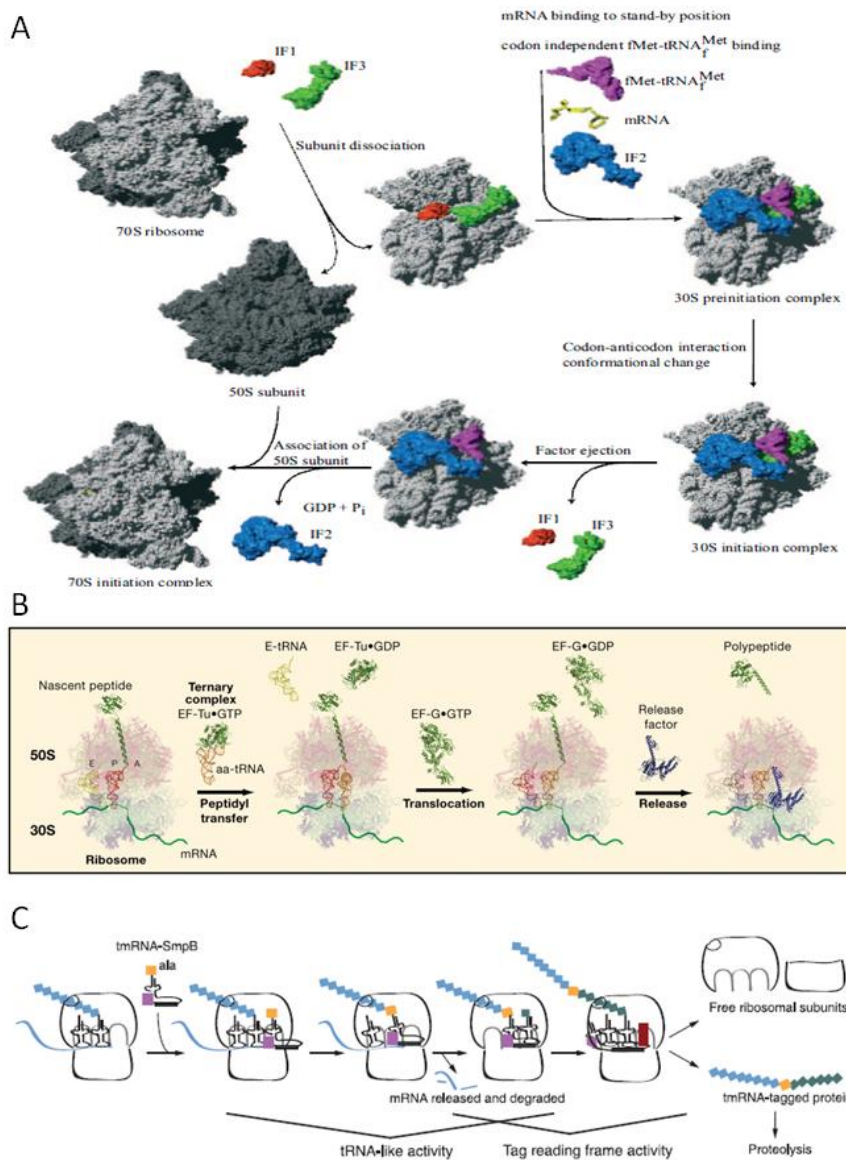 A
IF1
IF3
mRNA binding to stand-by position
codon independent fMet-tRNA_f^Met binding
fMet-tRNA_f^Met
mRNA
IF2
Subunit dissociation
70S ribosome
30S preinitiation complex
Codon-anticodon interaction
conformational change
50S subunit
Association of
50S subunit
Factor ejection
GDP + Pi
IF2
IF1
IF3
70S initiation complex
30S initiation complex
B
E-tRNA
EF-Tu•GDP
EF-G•GDP
Polypeptide
Nascent peptide
Ternary
complex
EF-Tu•GTP
EF-G•GTP
Release
factor
50S
E P A
aa-tRNA
Peptidyl
transfer
Translocation
Release
30S
mRNA
Ribosome
C
tmRNA-SmpB
ala
Free ribosomal subunits
mRNA released and degraded
tmRNA-tagged protein
tRNA-like activity
Tag reading frame activity
Proteolysis